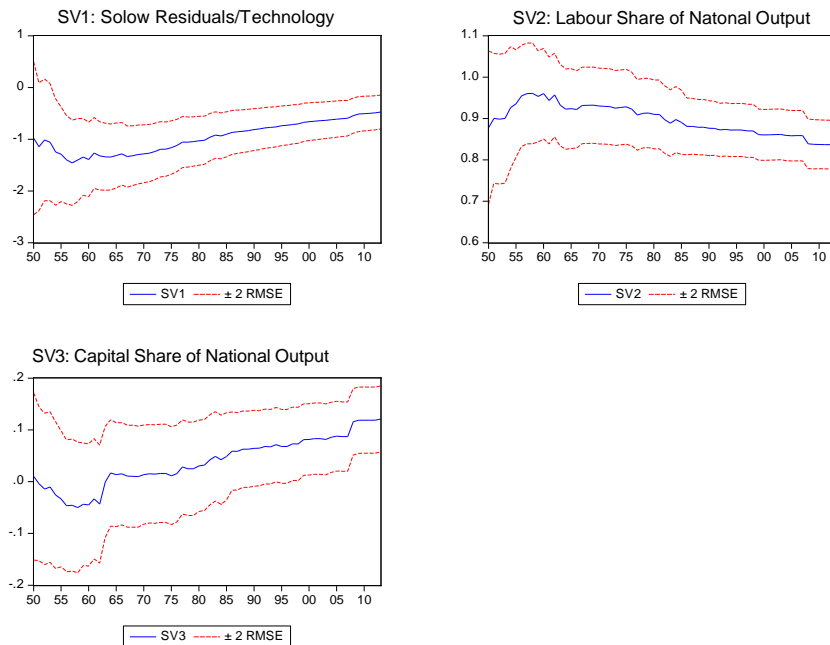 SV1: Solow Residuals/Technology
1
0
-1
-2
-3
50 55 60 65 70 75 80 85 90 95 00 05 10
SV1 ± 2 RMSE
SV2: Labour Share of Natonal Output
1.1
1.0
0.9
0.8
0.7
0.6
50 55 60 65 70 75 80 85 90 95 00 05 10
SV2 ± 2 RMSE
SV3: Capital Share of National Output
.2
.1
.0
-.1
-.2
50 55 60 65 70 75 80 85 90 95 00 05 10
SV3 ± 2 RMSE